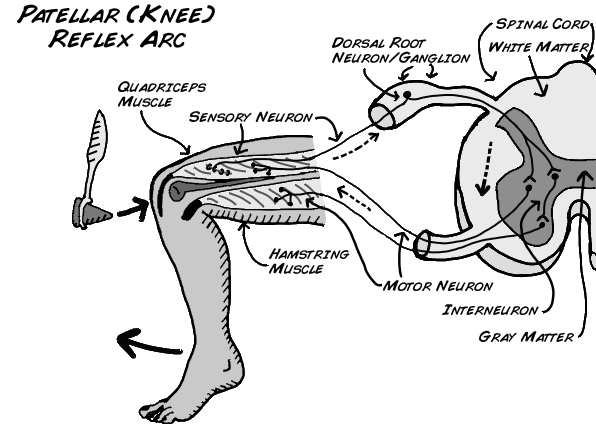 Patellar (Knee)
Reflex Arc
Spinal Cord
White Matter
Dorsal Root
Neuron/Ganglion
Quadriceps
Muscle
Sensory Neuron
Hamstring
Muscle
Motor Neuron
Interneuron
Gray Matter